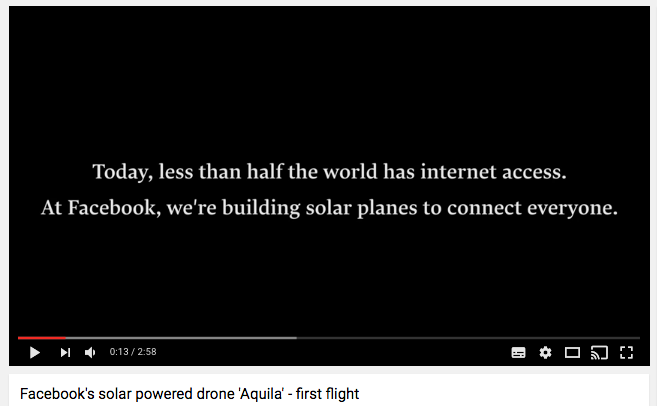 Today, less than half the world has internet access.
At Facebook, we're building solar planes to connect everyone.
0:13 / 2:58
Facebook's solar powered drone 'Aquila' - first flight